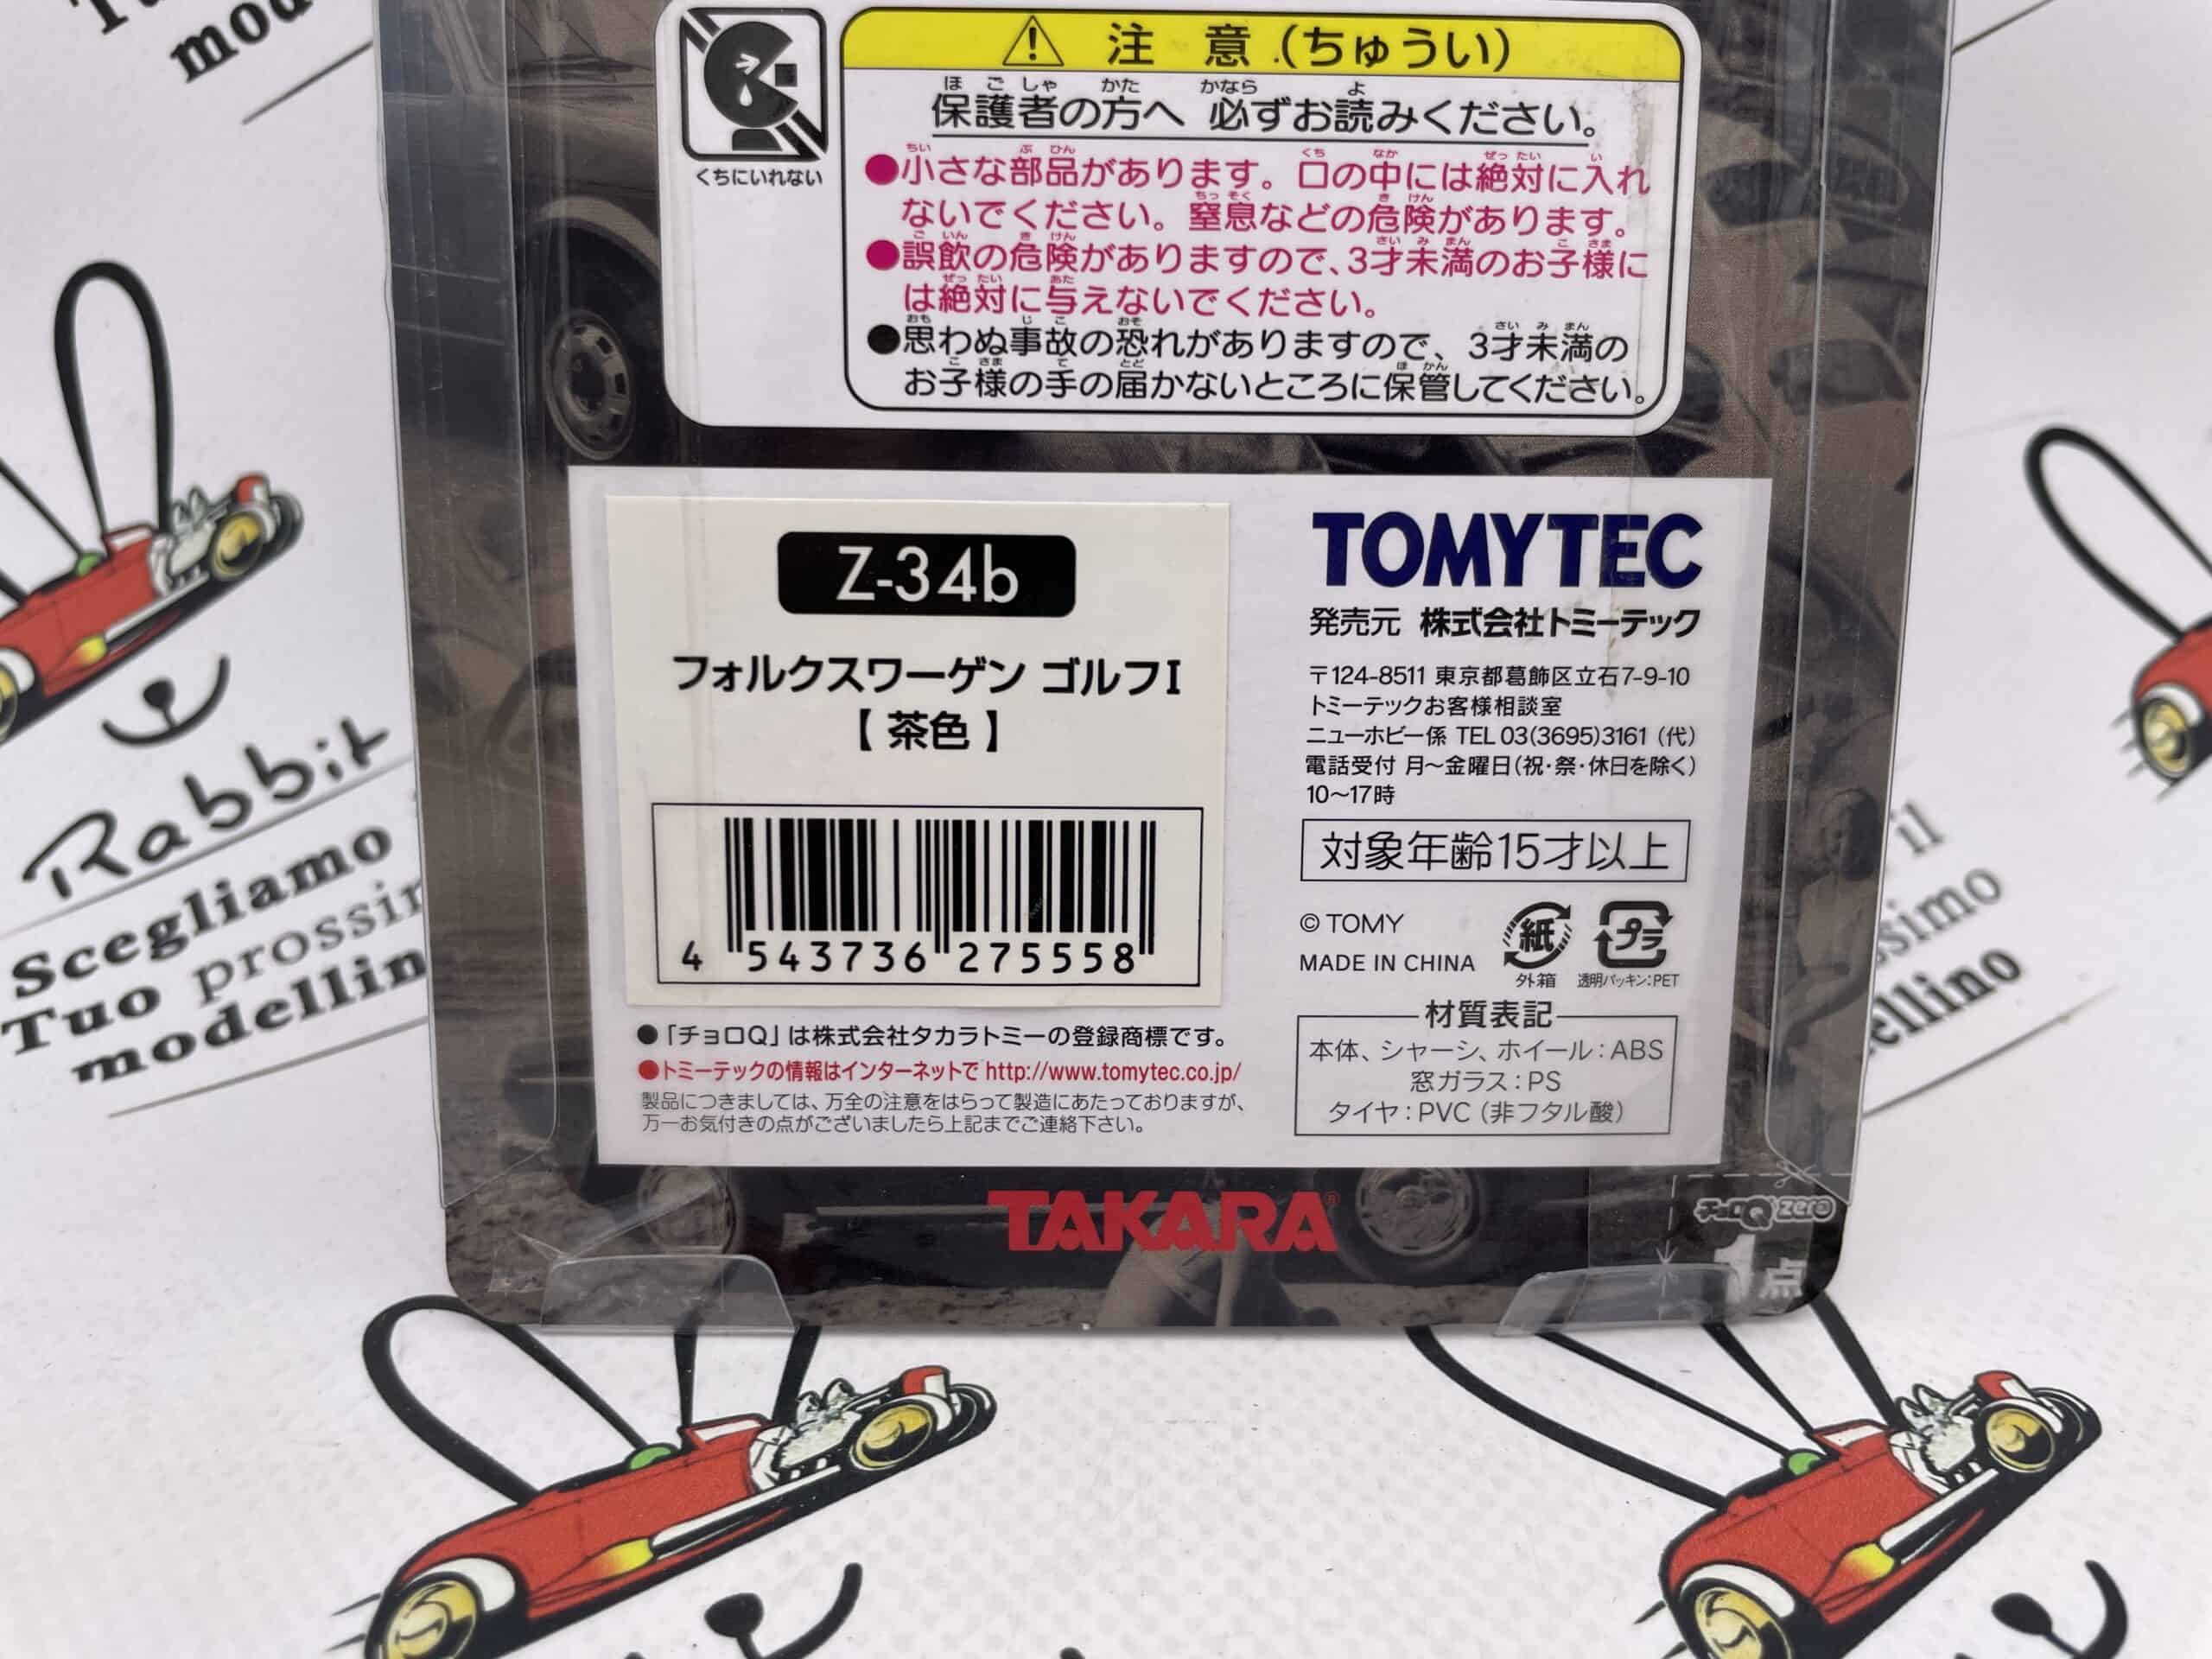 くちにいれない
注意(ちゅうい)
保護者の方へ 必ずお読みください。
●小さな部品があります。口の中には絶対に入れ
ないでください。窒息などの危険があります。
●誤飲の危険がありますので、3才未満のお子様に
は絶対に与えないでください。
●思わぬ事故の恐れがありますので、3才未満の
お子様の手の届かないところに保管してください。
Z-34b
フォルクスワーゲン ゴルフI
【茶色】
4 543736 275558
TOMYTEC
発売元 株式会社トミーテック
〒124-8511 東京都葛飾区立石7-9-10
トミーテックお客様相談室
ニューホビー係 TEL 03(3695)3161 (代)
電話受付 月〜金曜日(祝・祭・休日を除く)
10〜17時
対象年齢15才以上
© TOMY
MADE IN CHINA
紙
外箱
プラ
透明パッキン:PET
材質表記
本体、シャーシ、ホイール:ABS
窓ガラス:PS
タイヤ:PVC (非フタル酸)
●「チョロQ」は株式会社タカラトミーの登録商標です。
●トミーテックの情報はインターネットで http://www.tomytec.co.jp/
製品につきましては、万全の注意をはらって製造にあたっておりますが、
万一お気付きの点がございましたら上記までご連絡下さい。
TAKARA®
チョロQ zero
1点
Rabbit
Scegliamo
Tuo prossi
modellin
il
ssimo
ellino